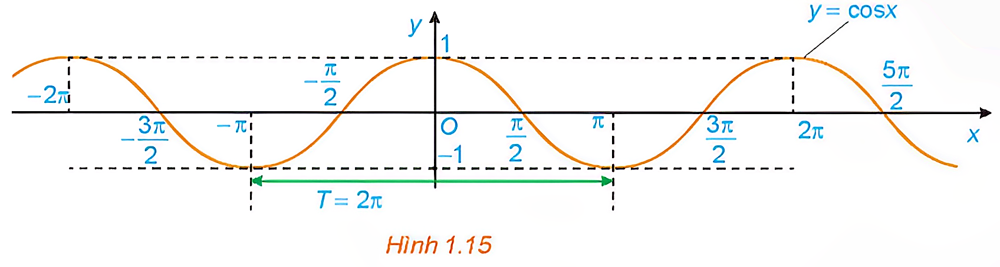 y = cosx
y
1
-π/2
5π/2
-2π
-3π/2
-π
O
π/2
π
3π/2
2π
x
-1
T = 2π
Hình 1.15